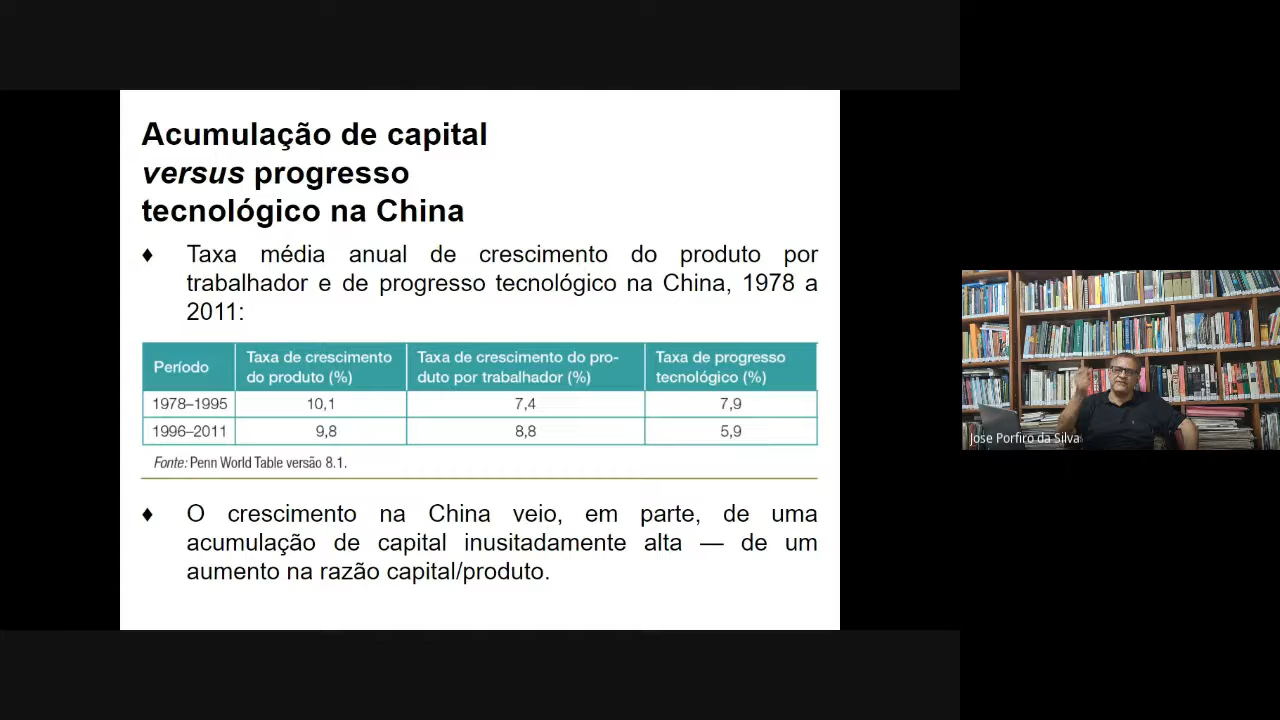 Acumulação de capital
versus progresso
tecnológico na China
♦ Taxa média anual de crescimento do produto por
trabalhador e de progresso tecnológico na China, 1978 a
2011:
Período Taxa de crescimento do produto (%) Taxa de crescimento do pro-duto por trabalhador (%) Taxa de progresso tecnológico (%)
1978–1995 10,1 7,4 7,9
1996–2011 9,8 8,8 5,9
Fonte: Penn World Table versão 8.1.
♦ O crescimento na China veio, em parte, de uma
acumulação de capital inusitadamente alta — de um
aumento na razão capital/produto.
Jose Porfiro da Silva